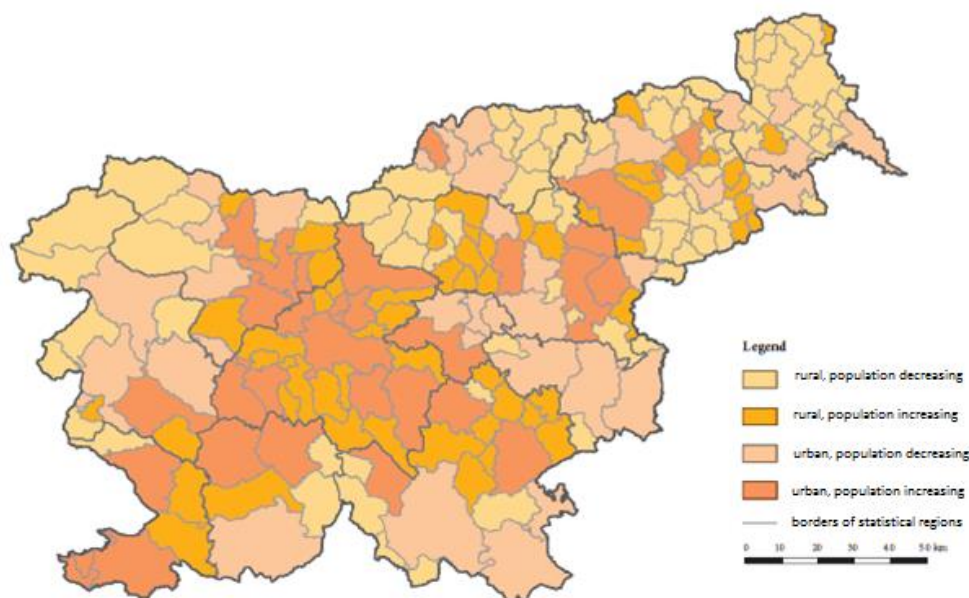 Legend
rural, population decreasing
rural, population increasing
urban, population decreasing
urban, population increasing
borders of statistical regions
0 10 20 30 40 50 km